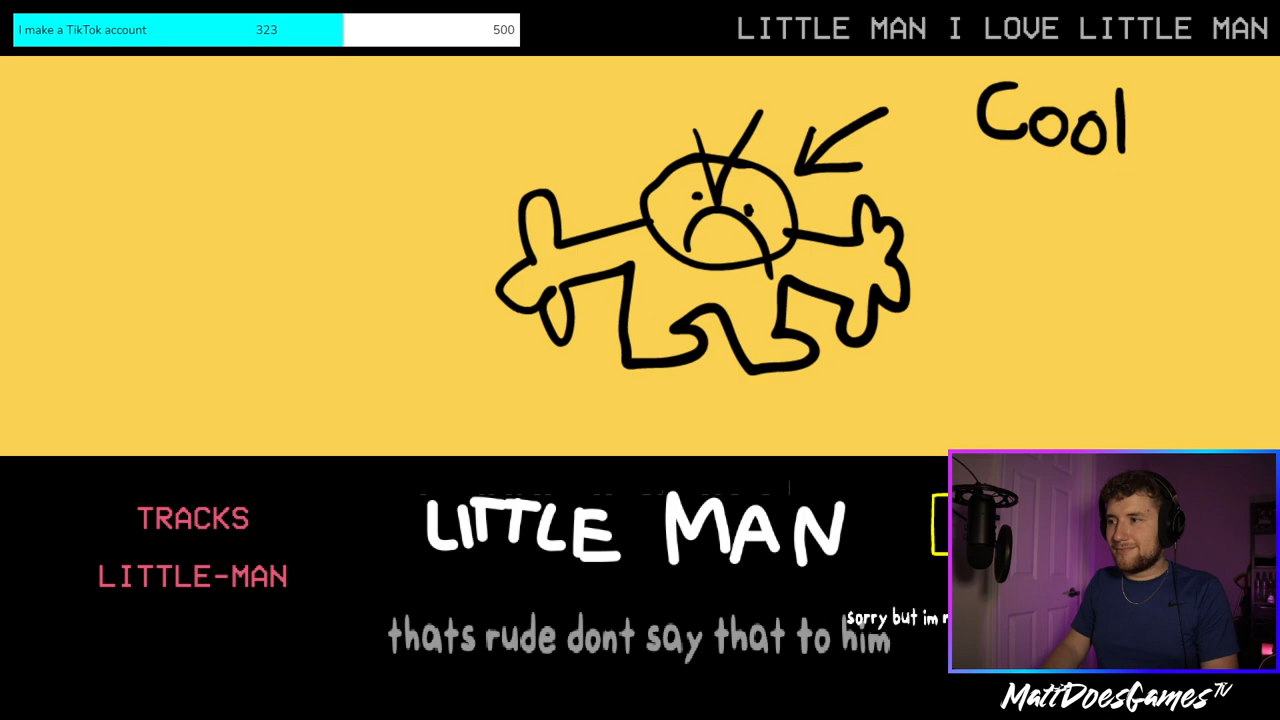 I make a TikTok account 323 500
LITTLE MAN I LOVE LITTLE MAN
Cool
TRACKS
LITTLE-MAN
LITTLE MAN
sorry but im
thats rude dont say that to him
MattDoesGames TV